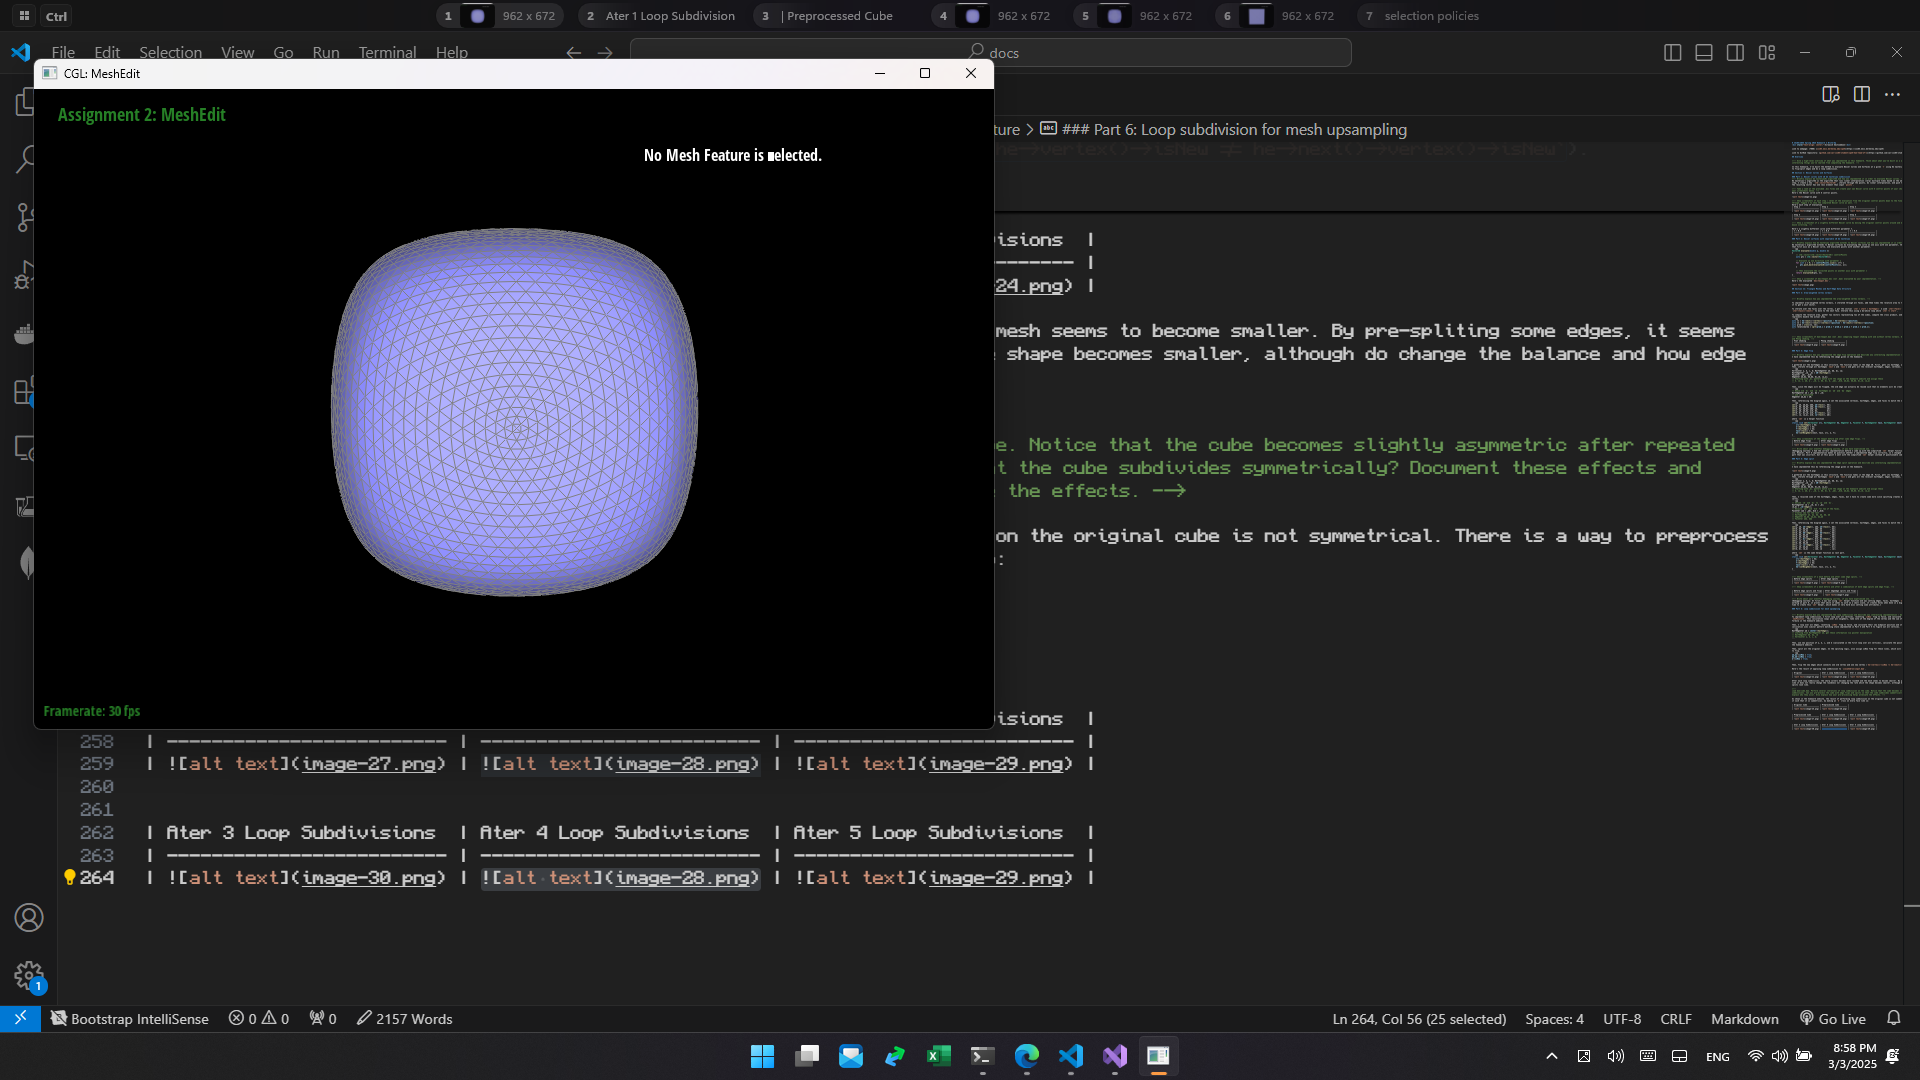 Ctrl
1 962 x 672
2 Ater 1 Loop Subdivision
3 | Preprocessed Cube
4 962 x 672
5 962 x 672
6 962 x 672
7 selection policies
File Edit Selection View Go Run Terminal Help
docs
CGL: MeshEdit
Assignment 2: MeshEdit
ture > ### Part 6: Loop subdivision for mesh upsampling
No Mesh Feature is elected.
isions |
-------- |
24.png) |
mesh seems to become smaller. By pre-spliting some edges, it seems
shape becomes smaller, although do change the balance and how edge
e. Notice that the cube becomes slightly asymmetric after repeated
t the cube subdivides symmetrically? Document these effects and
the effects. -->
on the original cube is not symmetrical. There is a way to preprocess
:
Framerate: 30 fps
isions |
258 | ------------------------- | ------------------------- | ------------------------- |
259 | ![alt text](image-27.png) | ![alt text](image-28.png) | ![alt text](image-29.png) |
260
261
262 | Ater 3 Loop Subdivisions | Ater 4 Loop Subdivisions | Ater 5 Loop Subdivisions |
263 | ------------------------- | ------------------------- | ------------------------- |
264 | ![alt text](image-30.png) | ![alt text](image-28.png) | ![alt text](image-29.png) |
1
Bootstrap IntelliSense 0 0 0 2157 Words Ln 264, Col 56 (25 selected) Spaces: 4 UTF-8 CRLF Markdown Go Live
ENG
8:58 PM
3/3/2025